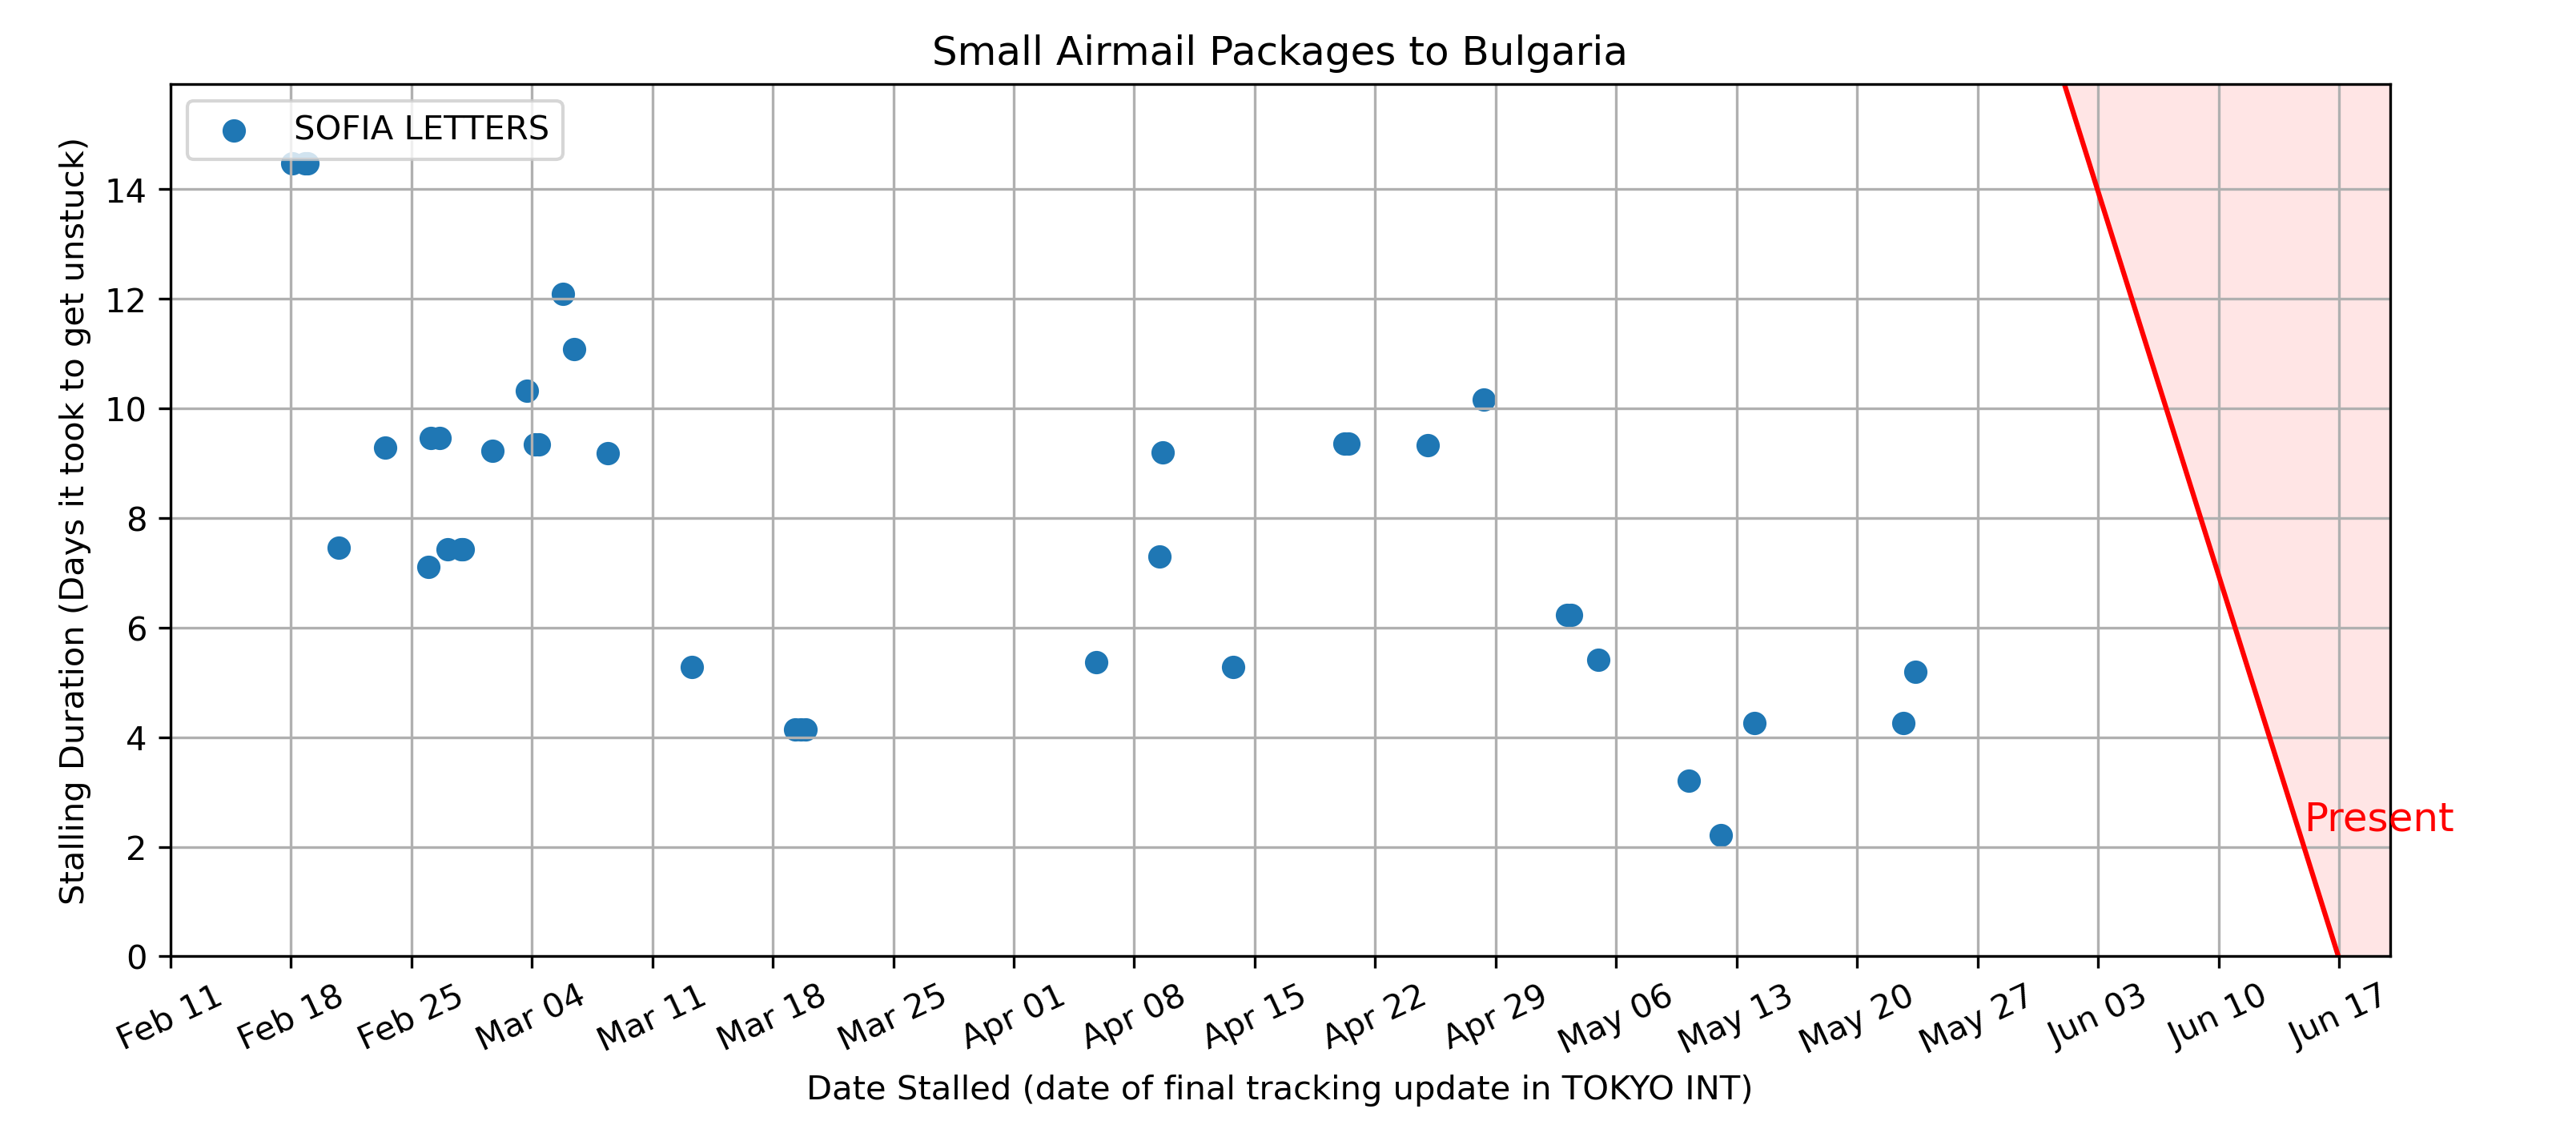 Small Airmail Packages to Bulgaria
SOFIA LETTERS
Stalling Duration (Days it took to get unstuck)
14
12
10
8
6
4
2
0
Present
Feb 11
Feb 18
Feb 25
Mar 04
Mar 11
Mar 18
Mar 25
Apr 01
Apr 08
Apr 15
Apr 22
Apr 29
May 06
May 13
May 20
May 27
Jun 03
Jun 10
Jun 17
Date Stalled (date of final tracking update in TOKYO INT)